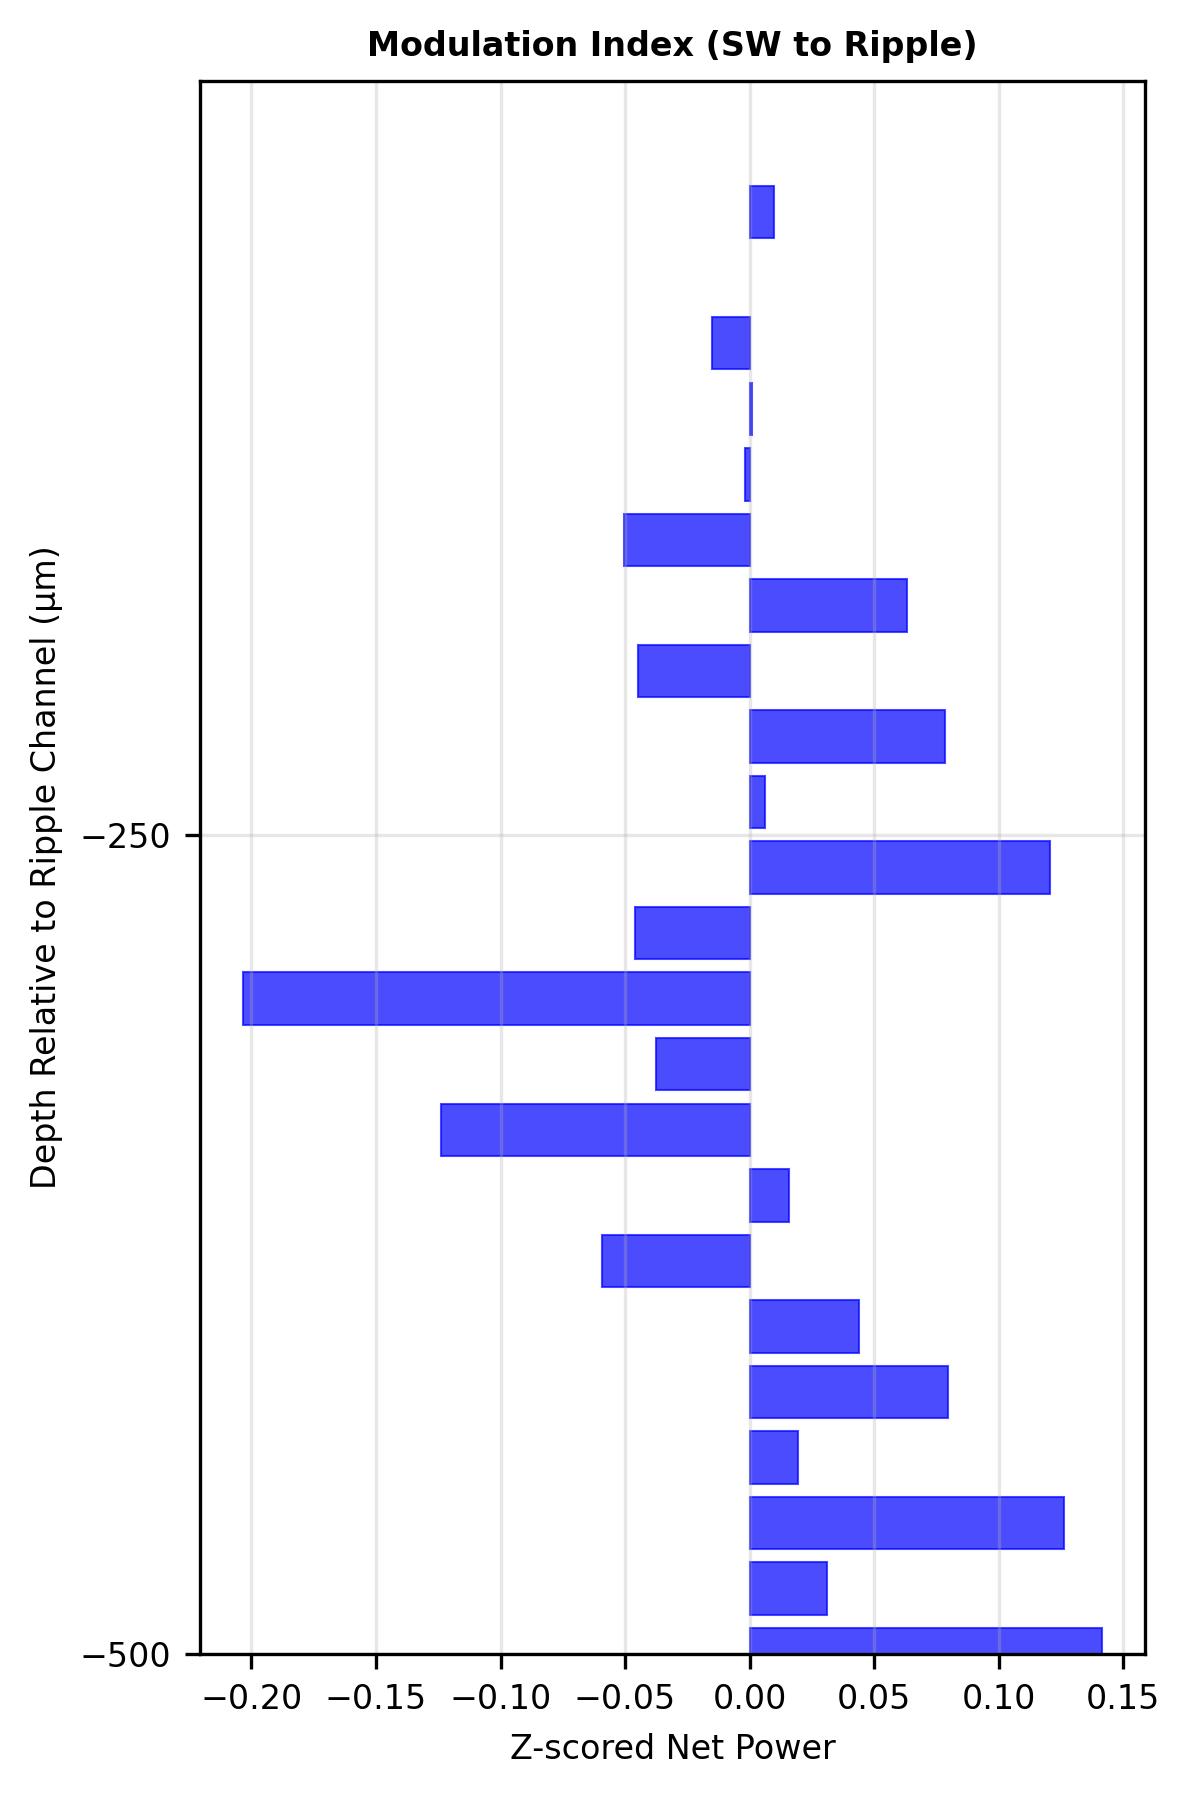 Modulation Index (SW to Ripple)
Depth Relative to Ripple Channel (µm)
−250
−500
−0.20 −0.15 −0.10 −0.05 0.00 0.05 0.10 0.15
Z-scored Net Power